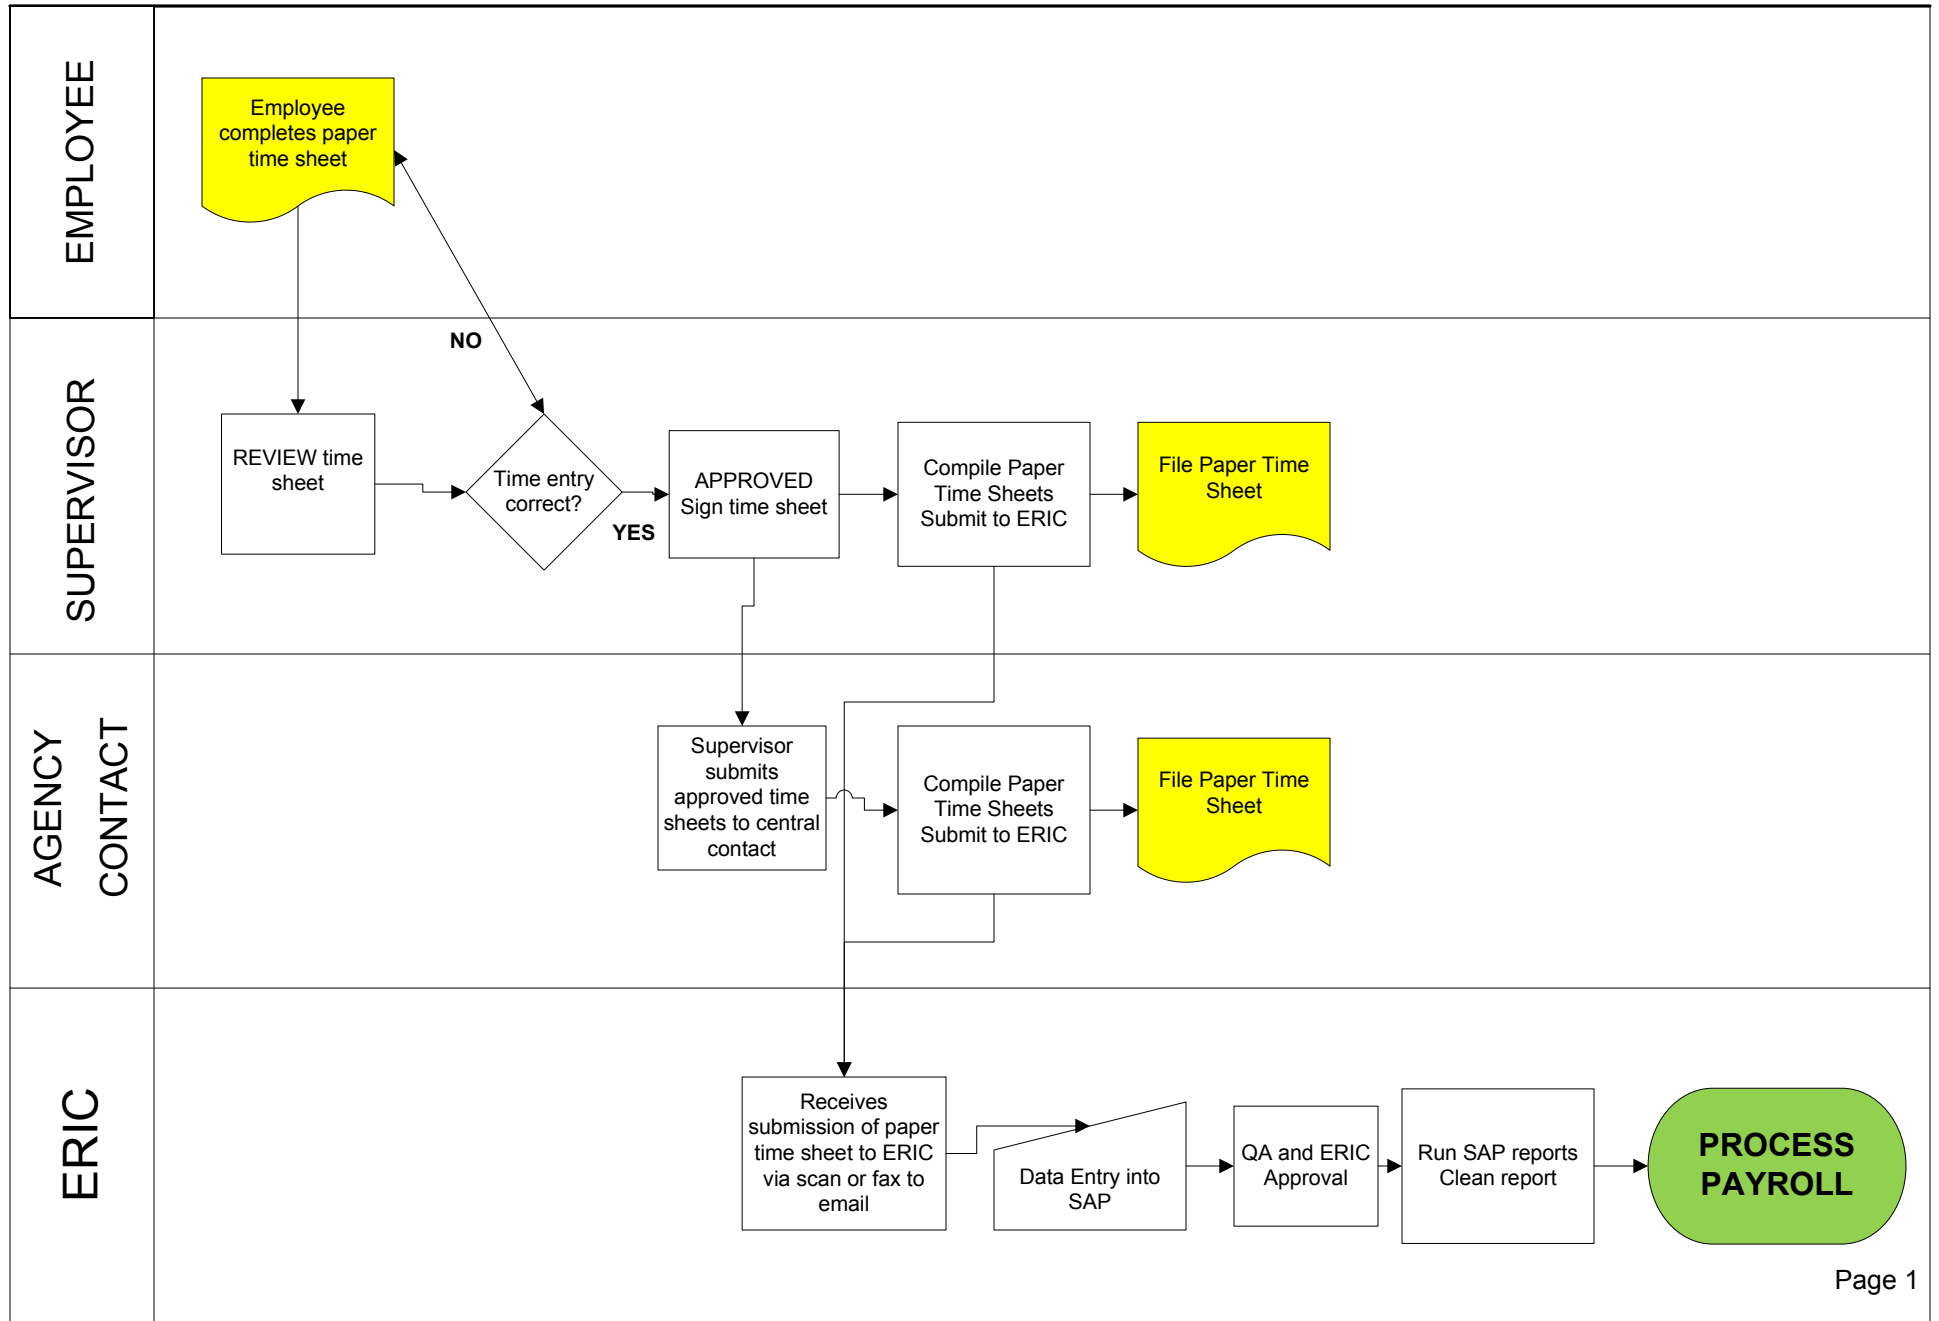 EMPLOYEE
Employee
completes paper
time sheet
NO
SUPERVISOR
REVIEW time
sheet
Time entry
correct?
YES
APPROVED
Sign time sheet
Compile Paper
Time Sheets
Submit to ERIC
File Paper Time
Sheet
AGENCY
CONTACT
Supervisor
submits
approved time
sheets to central
contact
Compile Paper
Time Sheets
Submit to ERIC
File Paper Time
Sheet
ERIC
Receives
submission of paper
time sheet to ERIC
via scan or fax to
email
Data Entry into
SAP
QA and ERIC
Approval
Run SAP reports
Clean report
PROCESS
PAYROLL
Page 1